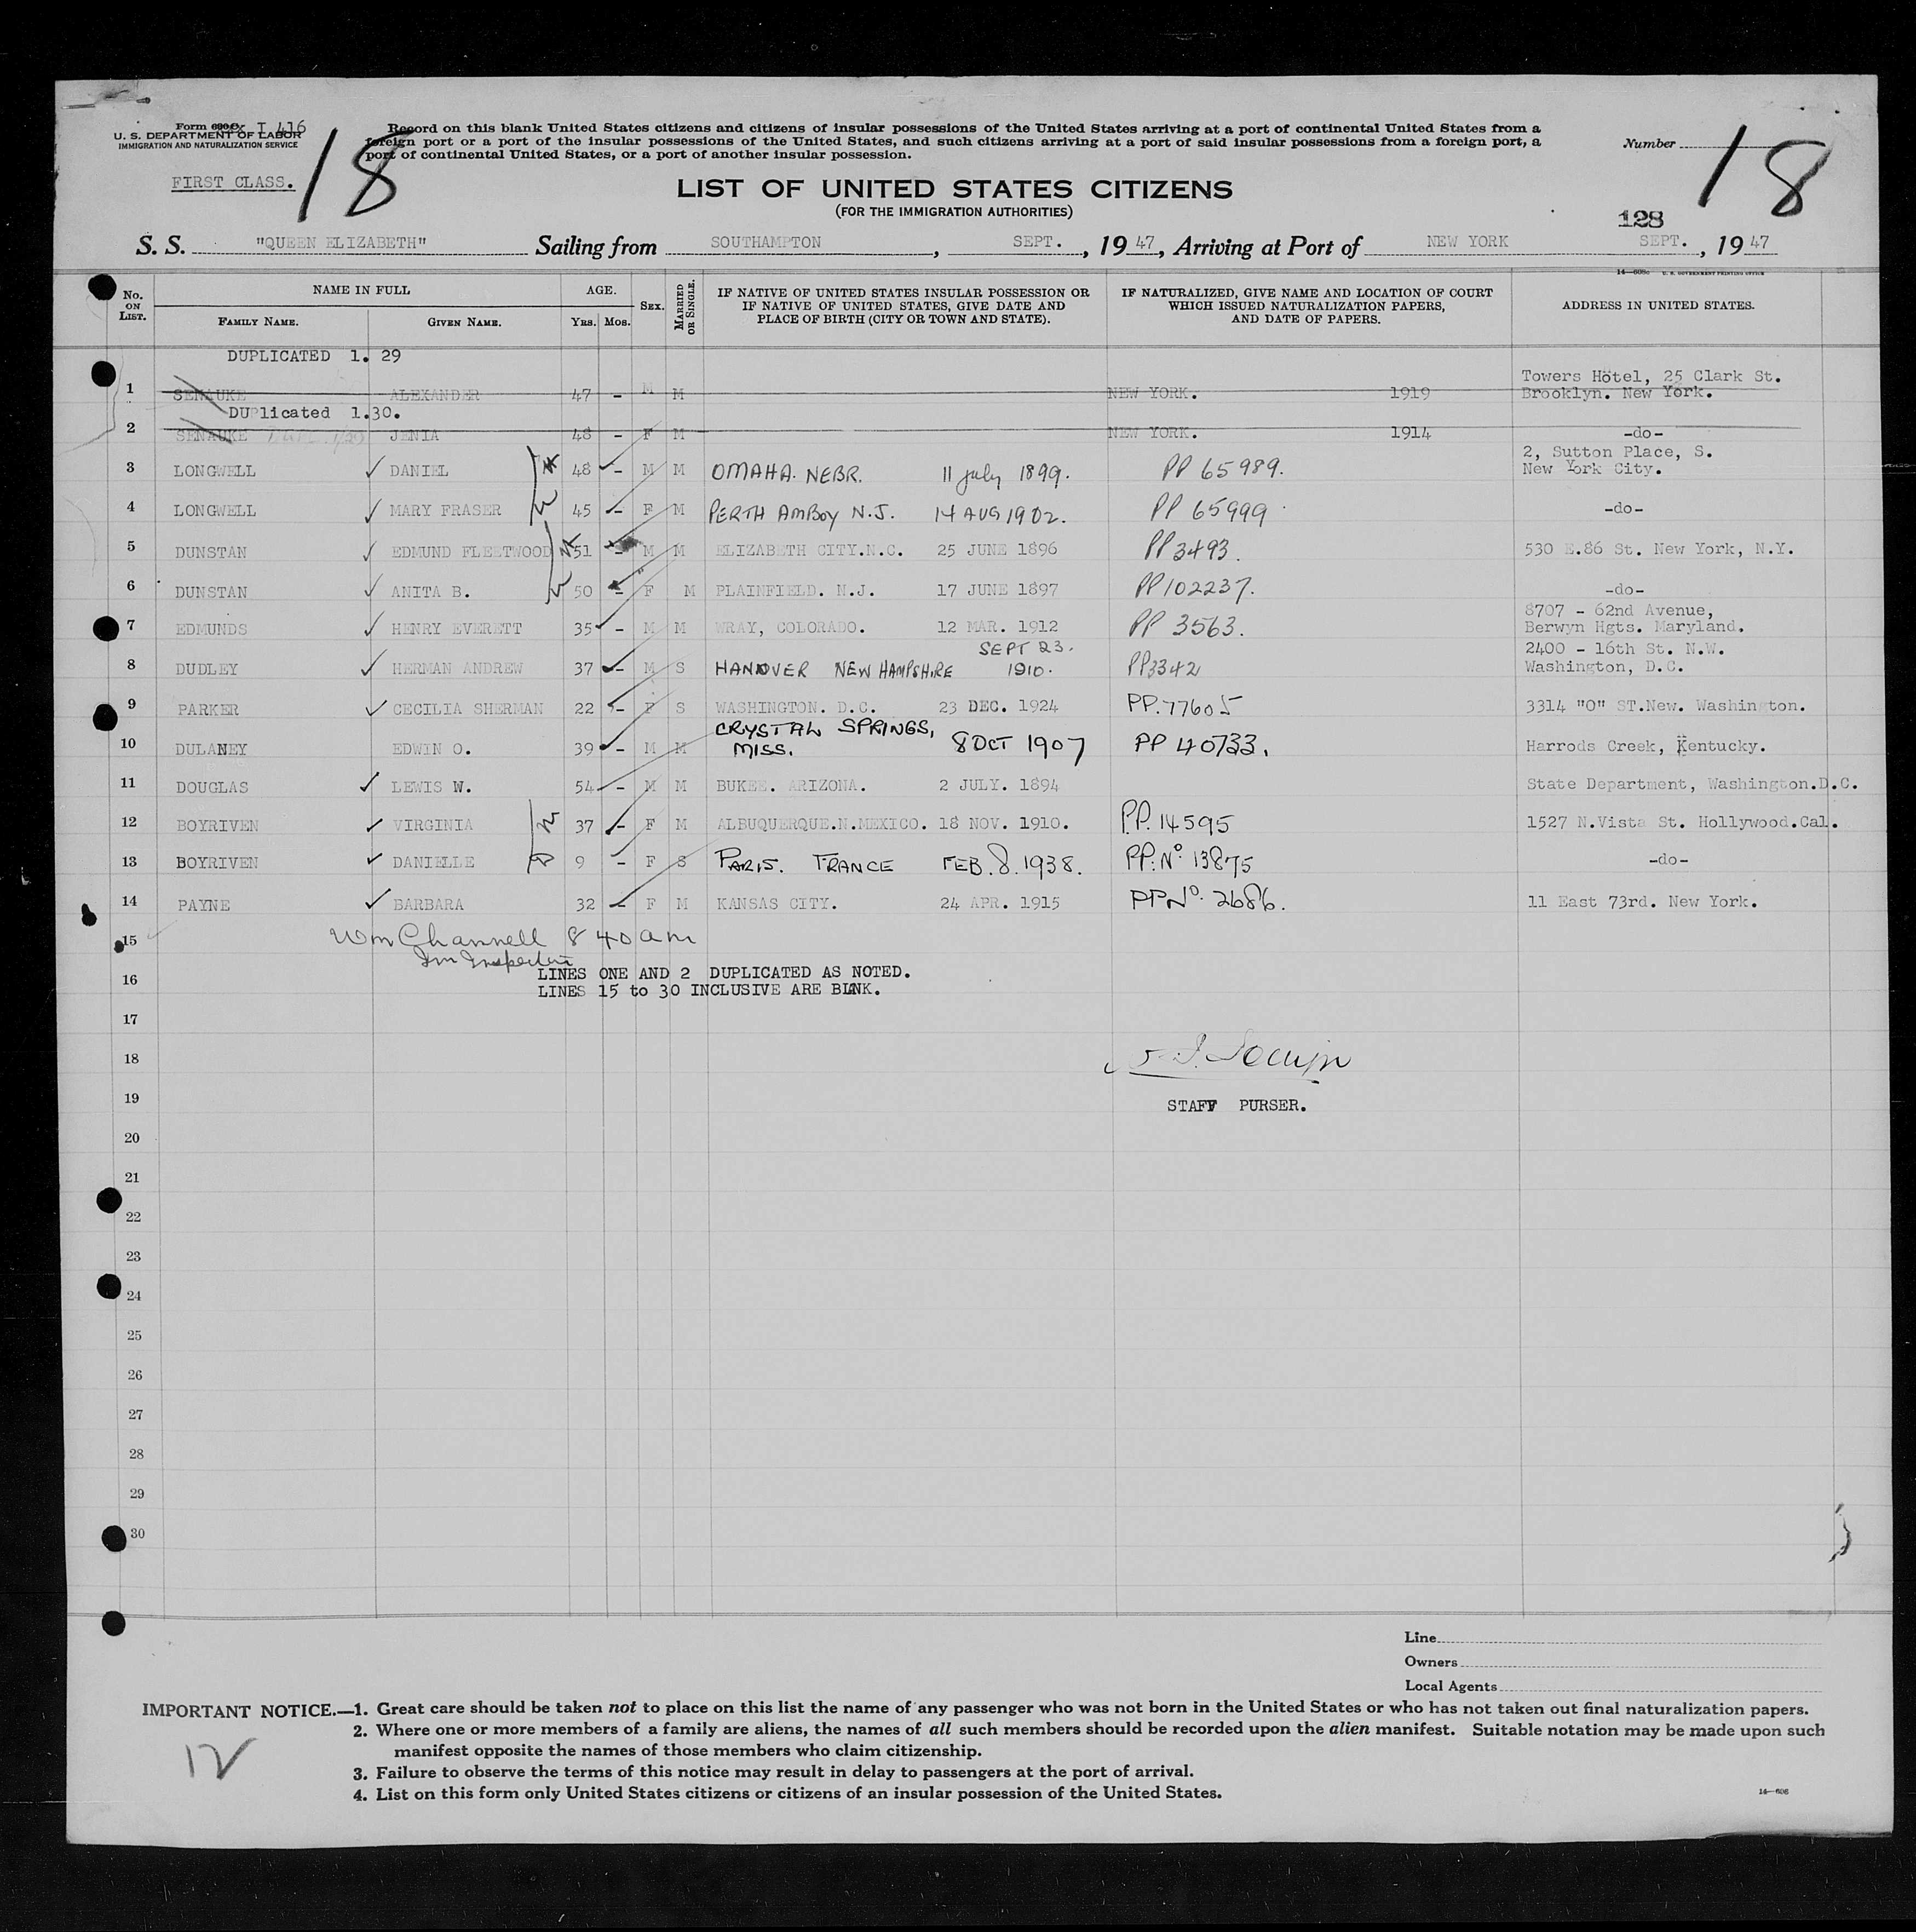 Form I 416
U. S. DEPARTMENT OF LABOR
IMMIGRATION AND NATURALIZATION SERVICE
FIRST CLASS.
18
Record on this blank United States citizens and citizens of insular possessions of the United States arriving at a port of continental United States from a
foreign port or a port of the insular possessions of the United States, and such citizens arriving at a port of said insular possessions from a foreign port, a
port of continental United States, or a port of another insular possession.
Number
18
LIST OF UNITED STATES CITIZENS
(FOR THE IMMIGRATION AUTHORITIES)
128
S. S. "QUEEN ELIZABETH" Sailing from SOUTHAMPTON, SEPT., 1947, Arriving at Port of NEW YORK SEPT., 1947
14—606c U. S. GOVERNMENT PRINTING OFFICE
No. ON LIST. NAME IN FULL FAMILY NAME. GIVEN NAME. AGE. YRS. MOS. SEX. MARRIED OR SINGLE. IF NATIVE OF UNITED STATES INSULAR POSSESSION OR IF NATIVE OF UNITED STATES, GIVE DATE AND PLACE OF BIRTH (CITY OR TOWN AND STATE). IF NATURALIZED, GIVE NAME AND LOCATION OF COURT WHICH ISSUED NATURALIZATION PAPERS, AND DATE OF PAPERS. ADDRESS IN UNITED STATES.
DUPLICATED 1. 29
1 SENAUKE ALEXANDER 47 - M M NEW YORK. 1919 Towers Hotel, 25 Clark St. Brooklyn. New York.
DUplicated 1.30.
2 SENAUKE JENIA 48 - F M NEW YORK. 1914 -do-
3 LONGWELL DANIEL 48 - M M OMAHA. NEBR. 11 July 1899. PP 65989. 2, Sutton Place, S. New York City.
4 LONGWELL MARY FRASER 45 - F M PERTH AMBOY N.J. 14 AUG 1902. PP 65999 -do-
5 DUNSTAN EDMUND FLEETWOOD 51 - M M ELIZABETH CITY.N.C. 25 JUNE 1896 PP 3493. 530 E.86 St. New York, N.Y.
6 DUNSTAN ANITA B. 50 - F M PLAINFIELD. N.J. 17 JUNE 1897 PP 102237. -do-
7 EDMUNDS HENRY EVERETT 35 - M M WRAY, COLORADO. 12 MAR. 1912 PP 3563. 8707 - 62nd Avenue, Berwyn Hgts. Maryland.
8 DUDLEY HERMAN ANDREW 37 - M S HANOVER NEW HAMPSHIRE SEPT 23. 1910. PP3342 2400 - 16th St. N.W. Washington, D.C.
9 PARKER CECILIA SHERMAN 22 - F S WASHINGTON. D.C. 23 DEC. 1924 PP.77605 3314 "O" ST.New. Washington.
10 DULANEY EDWIN O. 39 - M M CRYSTAL SPRINGS, MISS. 8 OCT 1907 PP 40733. Harrods Creek, Kentucky.
11 DOUGLAS LEWIS W. 54 - M M BUKEE. ARIZONA. 2 JULY. 1894 State Department, Washington.D.C.
12 BOYRIVEN VIRGINIA 37 - F M ALBUQUERQUE.N.MEXICO. 18 NOV. 1910. P.P. 14595 1527 N.Vista St. Hollywood.Cal.
13 BOYRIVEN DANIELLE 9 - F S PARIS. FRANCE FEB. 8. 1938. PP: No. 13875 -do-
14 PAYNE BARBARA 32 - F M KANSAS CITY. 24 APR. 1915 PP No. 2686. 11 East 73rd. New York.
15 Wm Channell 8 40 am
Im Inspector
16 LINES ONE AND 2 DUPLICATED AS NOTED.
LINES 15 to 30 INCLUSIVE ARE BLNK.
17
18
19 STAFF PURSER.
20
21
22
23
24
25
26
27
28
29
30
Line
Owners
Local Agents
IMPORTANT NOTICE.—1. Great care should be taken not to place on this list the name of any passenger who was not born in the United States or who has not taken out final naturalization papers.
2. Where one or more members of a family are aliens, the names of all such members should be recorded upon the alien manifest. Suitable notation may be made upon such
manifest opposite the names of those members who claim citizenship.
3. Failure to observe the terms of this notice may result in delay to passengers at the port of arrival.
4. List on this form only United States citizens or citizens of an insular possession of the United States.
12
14—606